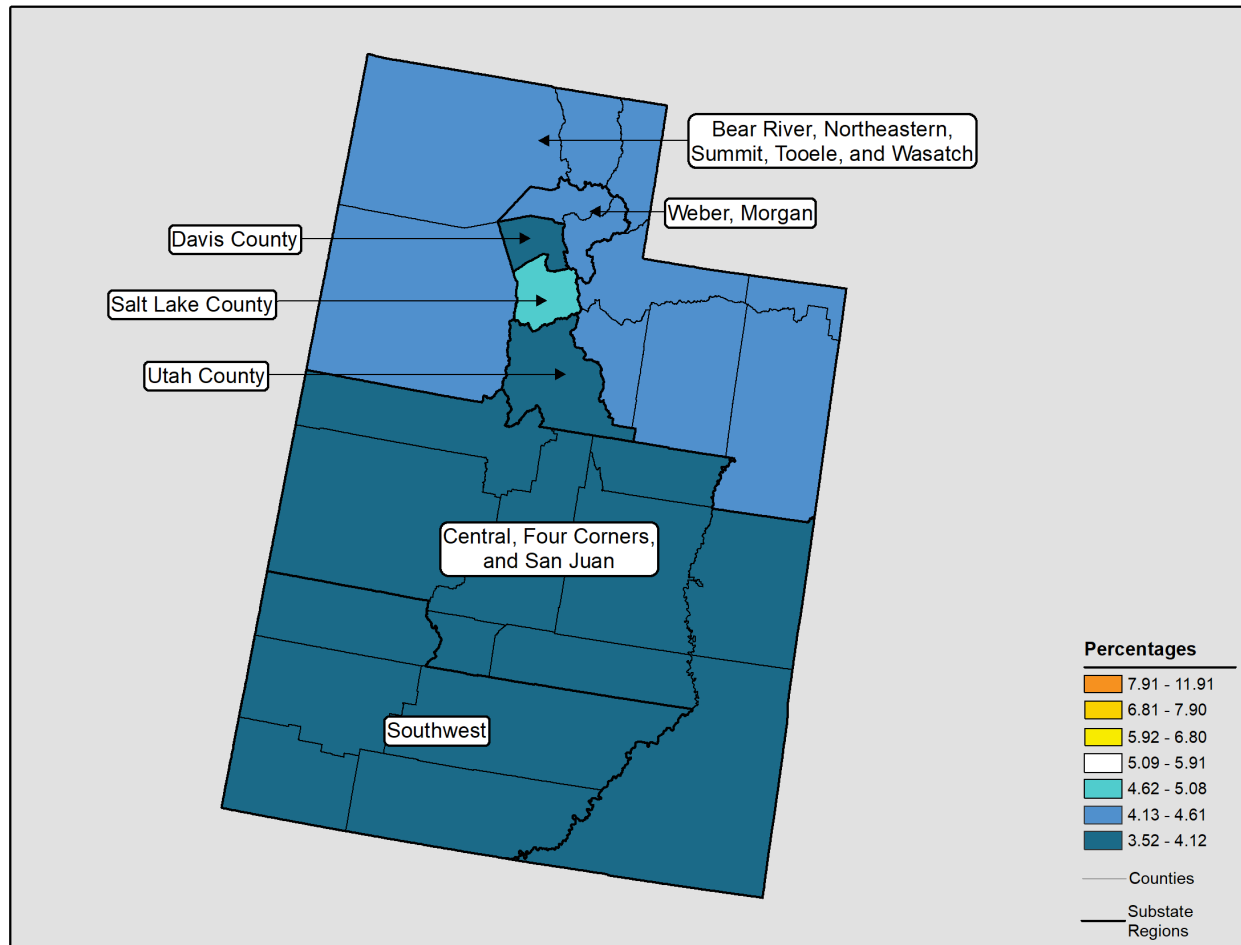 Bear River, Northeastern,
Summit, Tooele, and Wasatch
Weber, Morgan
Davis County
Salt Lake County
Utah County
Central, Four Corners,
and San Juan
Southwest
Percentages
7.91 - 11.91
6.81 - 7.90
5.92 - 6.80
5.09 - 5.91
4.62 - 5.08
4.13 - 4.61
3.52 - 4.12
Counties
Substate
Regions